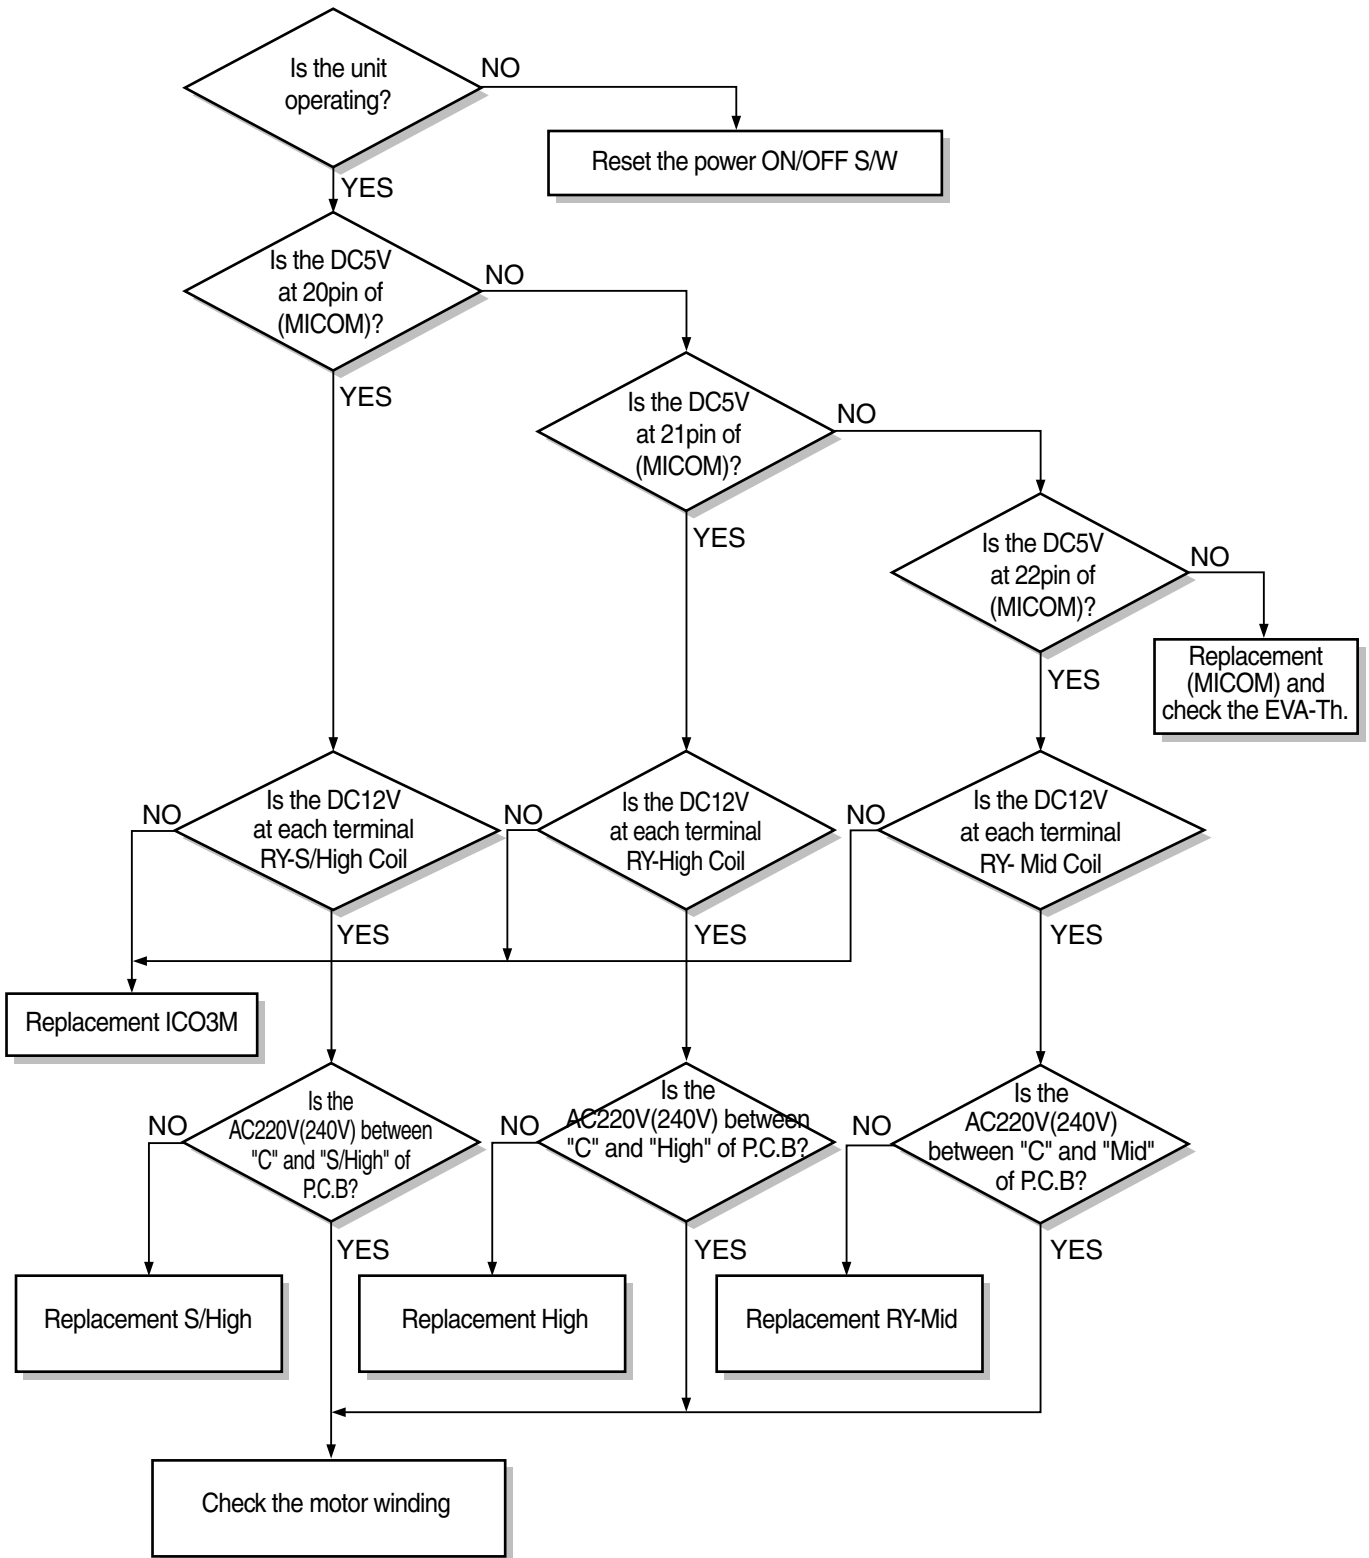 Is the unit
operating?
NO
Reset the power ON/OFF S/W
YES
Is the DC5V
at 20pin of
(MICOM)?
NO
YES
Is the DC5V
at 21pin of
(MICOM)?
NO
YES
Is the DC5V
at 22pin of
(MICOM)?
NO
YES
Replacement
(MICOM) and
check the EVA-Th.
NO
Is the DC12V
at each terminal
RY-S/High Coil
YES
NO
Is the DC12V
at each terminal
RY-High Coil
YES
NO
Is the DC12V
at each terminal
RY- Mid Coil
YES
Replacement ICO3M
NO
Is the
AC220V(240V) between
"C" and "S/High" of
P.C.B?
YES
NO
Is the
AC220V(240V) between
"C" and "High" of P.C.B?
YES
NO
Is the
AC220V(240V)
between "C" and "Mid"
of P.C.B?
YES
Replacement S/High
Replacement High
Replacement RY-Mid
Check the motor winding